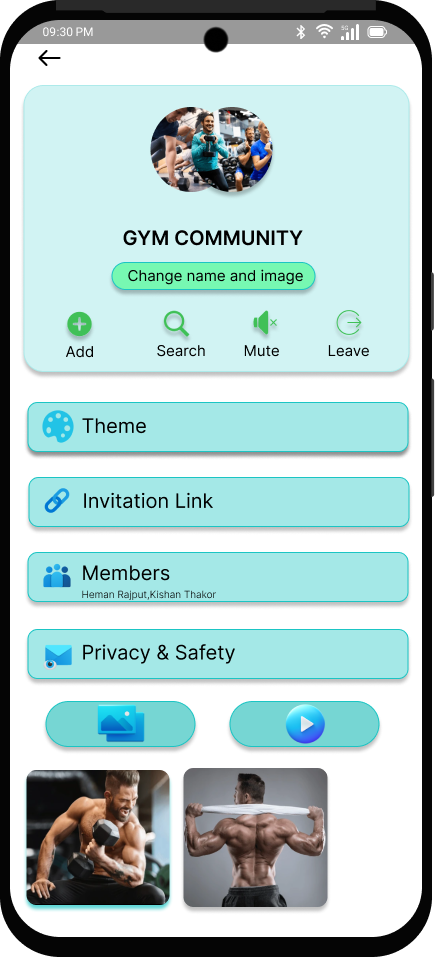 09:30 PM
5G
GYM COMMUNITY
Change name and image
Add Search Mute Leave
Theme
Invitation Link
Members
Heman Rajput,Kishan Thakor
Privacy & Safety